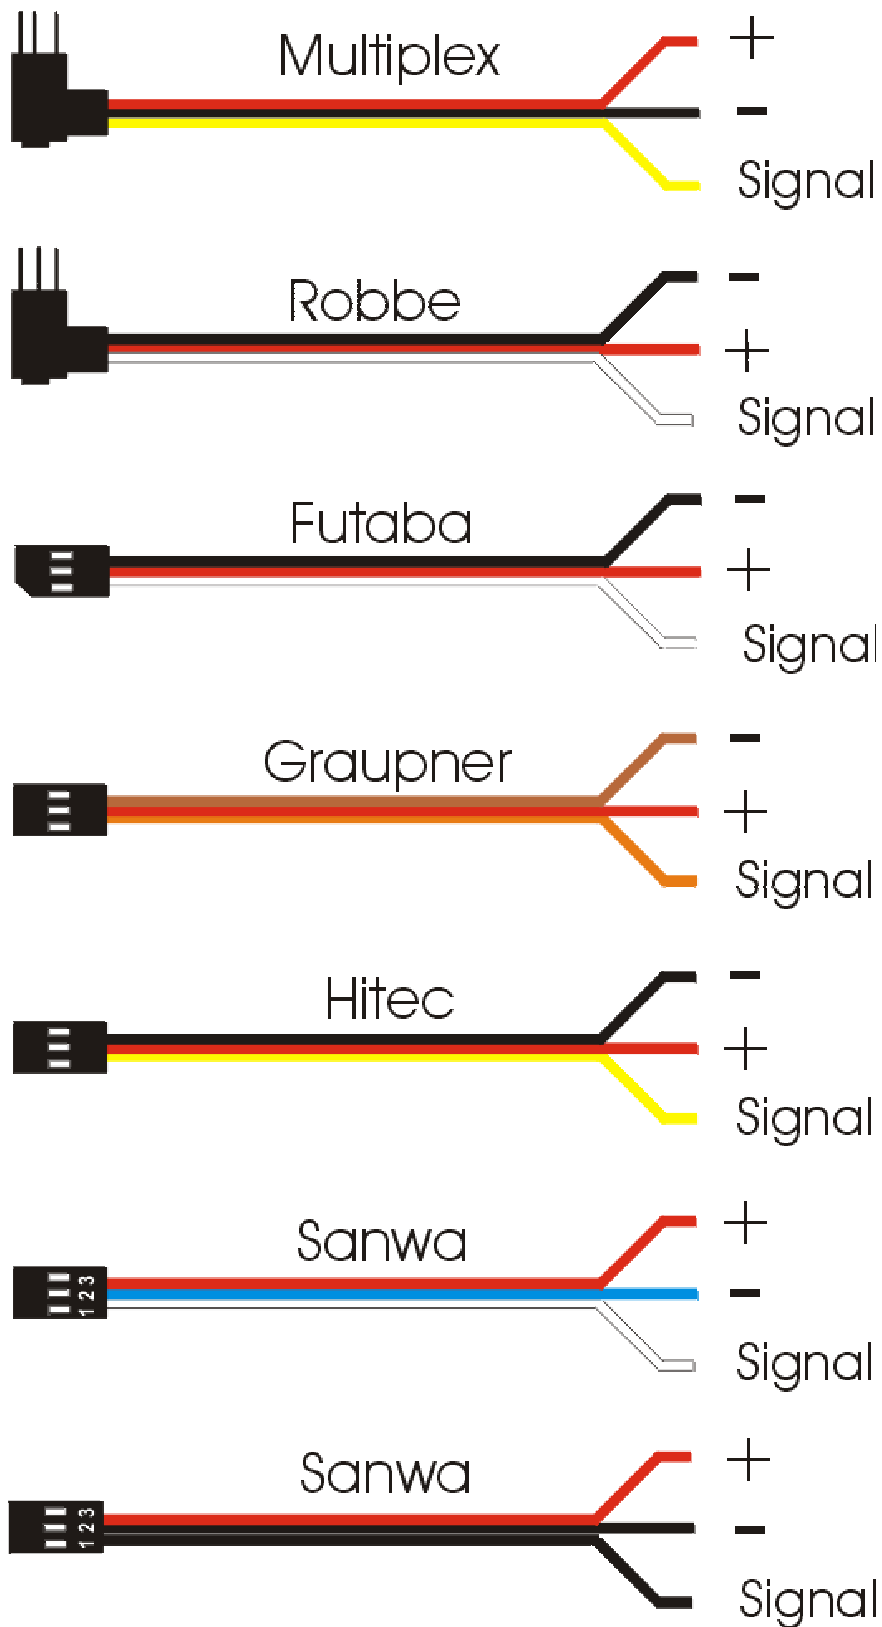 Multiplex
+
-
Signal
Robbe
-
+
Signal
Futaba
-
+
Signal
Graupner
-
+
Signal
Hitec
-
+
Signal
Sanwa
+
-
1 2 3
Signal
Sanwa
+
-
1 2 3
Signal